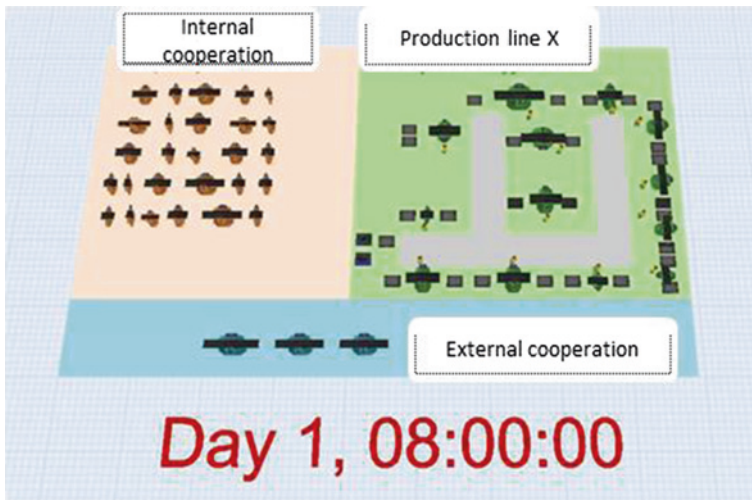 Internal
cooperation
Production line X
External cooperation
Day 1, 08:00:00